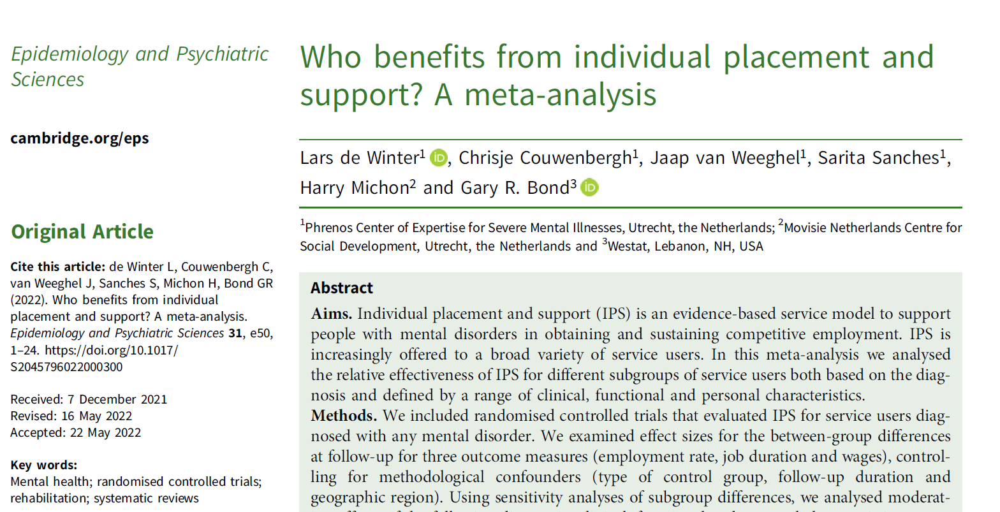 Epidemiology and Psychiatric
Sciences
cambridge.org/eps
Original Article
Cite this article: de Winter L, Couwenbergh C,
van Weeghel J, Sanches S, Michon H, Bond GR
(2022). Who benefits from individual
placement and support? A meta-analysis.
Epidemiology and Psychiatric Sciences 31, e50,
1–24. https://doi.org/10.1017/
S2045796022000300
Received: 7 December 2021
Revised: 16 May 2022
Accepted: 22 May 2022
Key words:
Mental health; randomised controlled trials;
rehabilitation; systematic reviews
Who benefits from individual placement and
support? A meta-analysis
Lars de Winter1 iD, Chrisje Couwenbergh1, Jaap van Weeghel1, Sarita Sanches1,
Harry Michon2 and Gary R. Bond3 iD
1Phrenos Center of Expertise for Severe Mental Illnesses, Utrecht, the Netherlands; 2Movisie Netherlands Centre for
Social Development, Utrecht, the Netherlands and 3Westat, Lebanon, NH, USA
Abstract
Aims. Individual placement and support (IPS) is an evidence-based service model to support
people with mental disorders in obtaining and sustaining competitive employment. IPS is
increasingly offered to a broad variety of service users. In this meta-analysis we analysed
the relative effectiveness of IPS for different subgroups of service users both based on the diag-
nosis and defined by a range of clinical, functional and personal characteristics.
Methods. We included randomised controlled trials that evaluated IPS for service users diag-
nosed with any mental disorder. We examined effect sizes for the between-group differences
at follow-up for three outcome measures (employment rate, job duration and wages), control-
ling for methodological confounders (type of control group, follow-up duration and
geographic region). Using sensitivity analyses of subgroup differences, we analysed moderat-